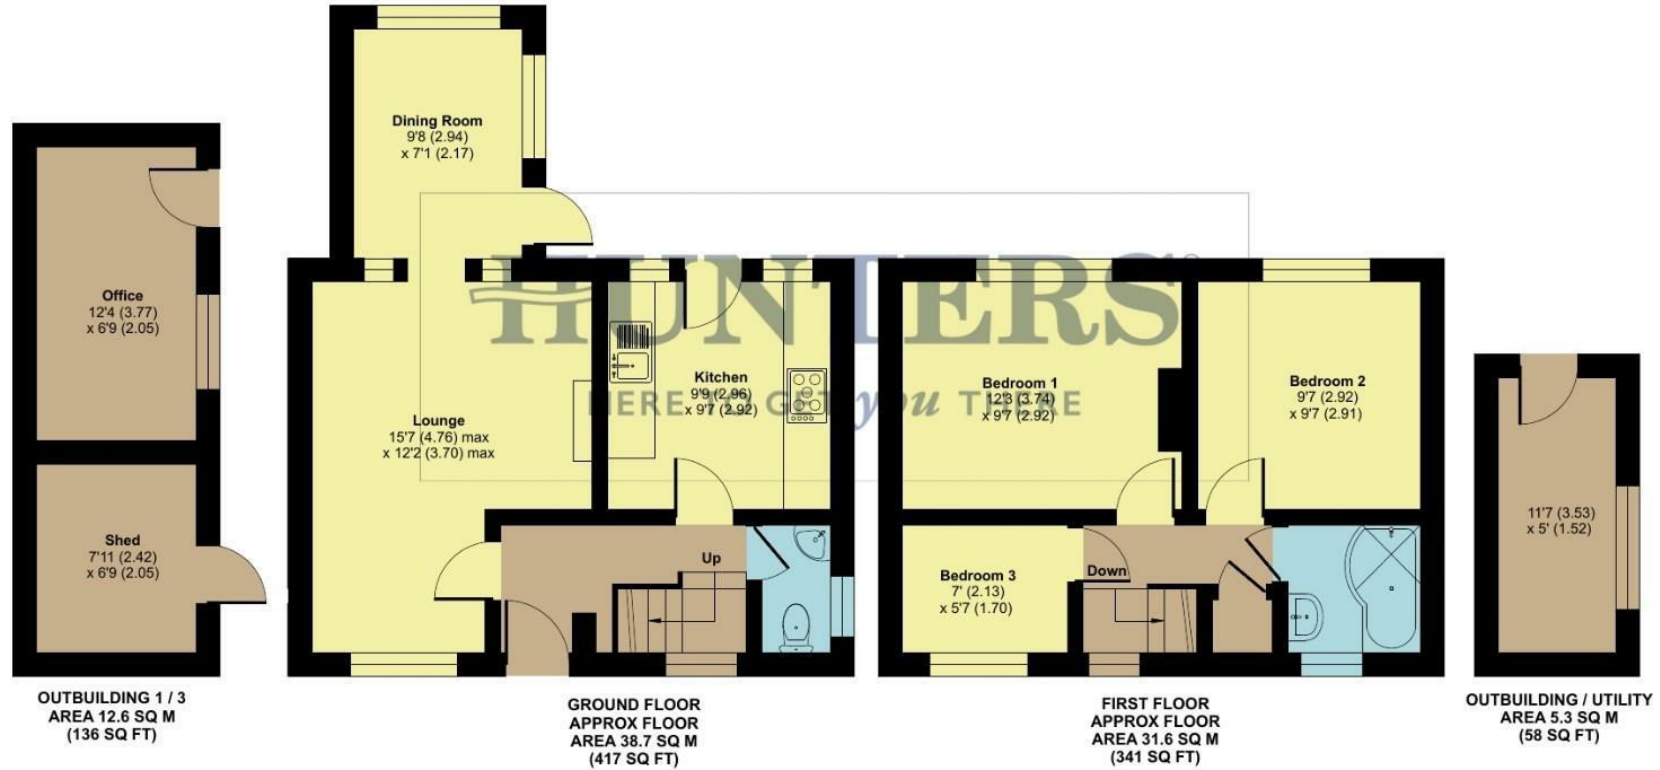 Dining Room
9'8 (2.94)
x 7'1 (2.17)
Office
12'4 (3.77)
x 6'9 (2.05)
Shed
7'11 (2.42)
x 6'9 (2.05)
OUTBUILDING 1 / 3
AREA 12.6 SQ M
(136 SQ FT)
HUNTERS
HERE TO GET you THERE
Lounge
15'7 (4.76) max
x 12'2 (3.70) max
Kitchen
9'9 (2.96)
x 9'7 (2.92)
Up
GROUND FLOOR
APPROX FLOOR
AREA 38.7 SQ M
(417 SQ FT)
Bedroom 1
12'3 (3.74)
x 9'7 (2.92)
Bedroom 2
9'7 (2.92)
x 9'7 (2.91)
Bedroom 3
7' (2.13)
x 5'7 (1.70)
Down
FIRST FLOOR
APPROX FLOOR
AREA 31.6 SQ M
(341 SQ FT)
11'7 (3.53)
x 5' (1.52)
OUTBUILDING / UTILITY
AREA 5.3 SQ M
(58 SQ FT)